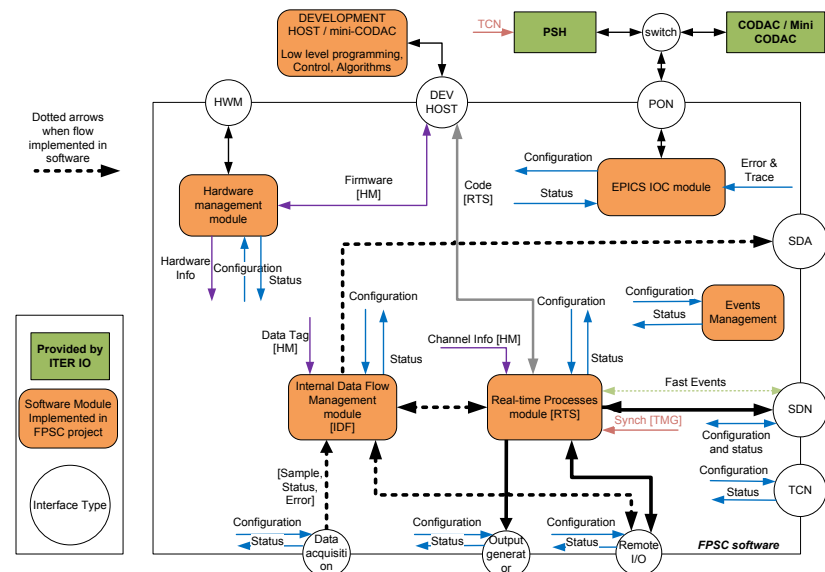 DEVELOPMENT
HOST / mini-CODAC
Low level programming,
Control, Algorithms
TCN
PSH
switch
CODAC / Mini
CODAC
HWM
DEV
HOST
PON
Dotted arrows
when flow
implemented in
software
Hardware
management
module
Firmware
[HM]
Code
[RTS]
Configuration
Status
EPICS IOC module
Error &
Trace
Hardware
Info
Configuration
Status
SDA
Configuration
Status
Events
Management
Data Tag
[HM]
Configuration
Status
Channel Info [HM]
Configuration
Status
Provided by
ITER IO
Software Module
Implemented in
FPSC project
Interface Type
Internal Data Flow
Management
module
[IDF]
Real-time Processes
module [RTS]
Fast Events
SDN
Synch [TMG]
Configuration
and status
Configuration
Status
TCN
[Sample,
Status,
Error]
Configuration
Status
Data
acquisiti
on
Configuration
Status
Output
generat
or
Configuration
Status
Remote
I/O
FPSC software